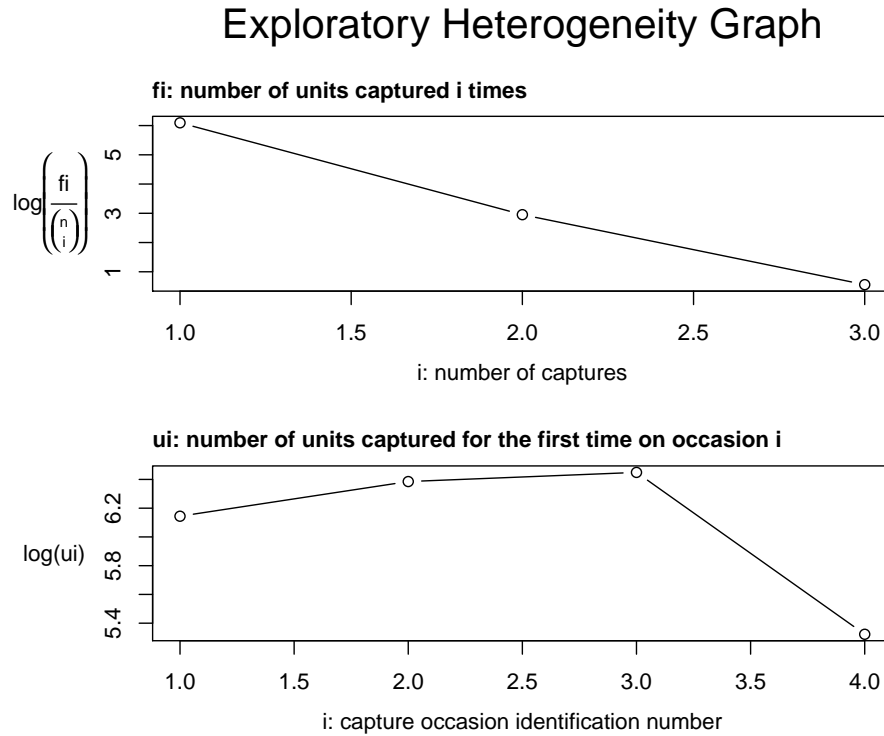 Exploratory Heterogeneity Graph
fi: number of units captured i times
log(fi/(n i))
5
3
1
1.0 1.5 2.0 2.5 3.0
i: number of captures
ui: number of units captured for the first time on occasion i
log(ui)
6.2
5.8
5.4
1.0 1.5 2.0 2.5 3.0 3.5 4.0
i: capture occasion identification number